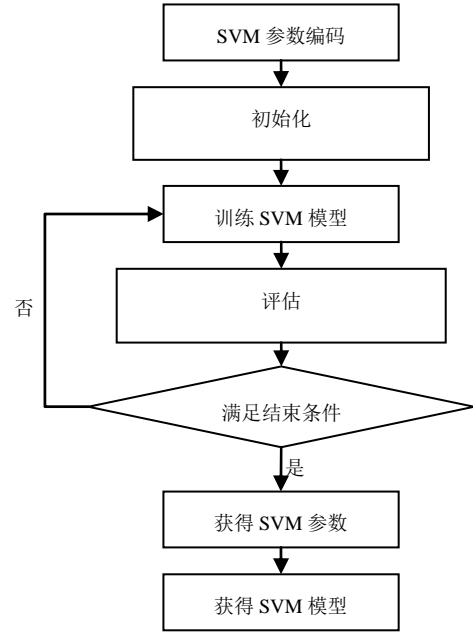 SVM 参数编码
初始化
训练 SVM 模型
评估
否
满足结束条件
是
获得 SVM 参数
获得 SVM 模型